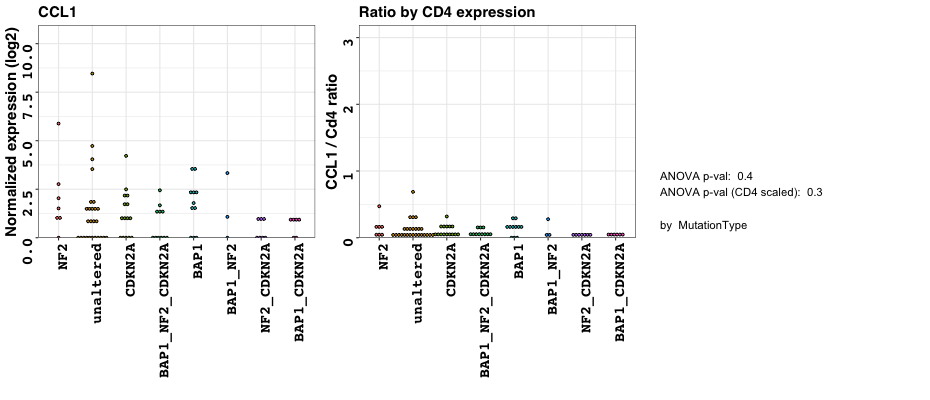 CCL1
Normalized expression (log2)
0.0
2.5
5.0
7.5
10.0
NF2
unaltered
CDKN2A
BAP1_NF2_CDKN2A
BAP1
BAP1_NF2
NF2_CDKN2A
BAP1_CDKN2A
Ratio by CD4 expression
CCL1 / Cd4 ratio
0
1
2
3
NF2
unaltered
CDKN2A
BAP1_NF2_CDKN2A
BAP1
BAP1_NF2
NF2_CDKN2A
BAP1_CDKN2A
ANOVA p-val: 0.4
ANOVA p-val (CD4 scaled): 0.3
by MutationType